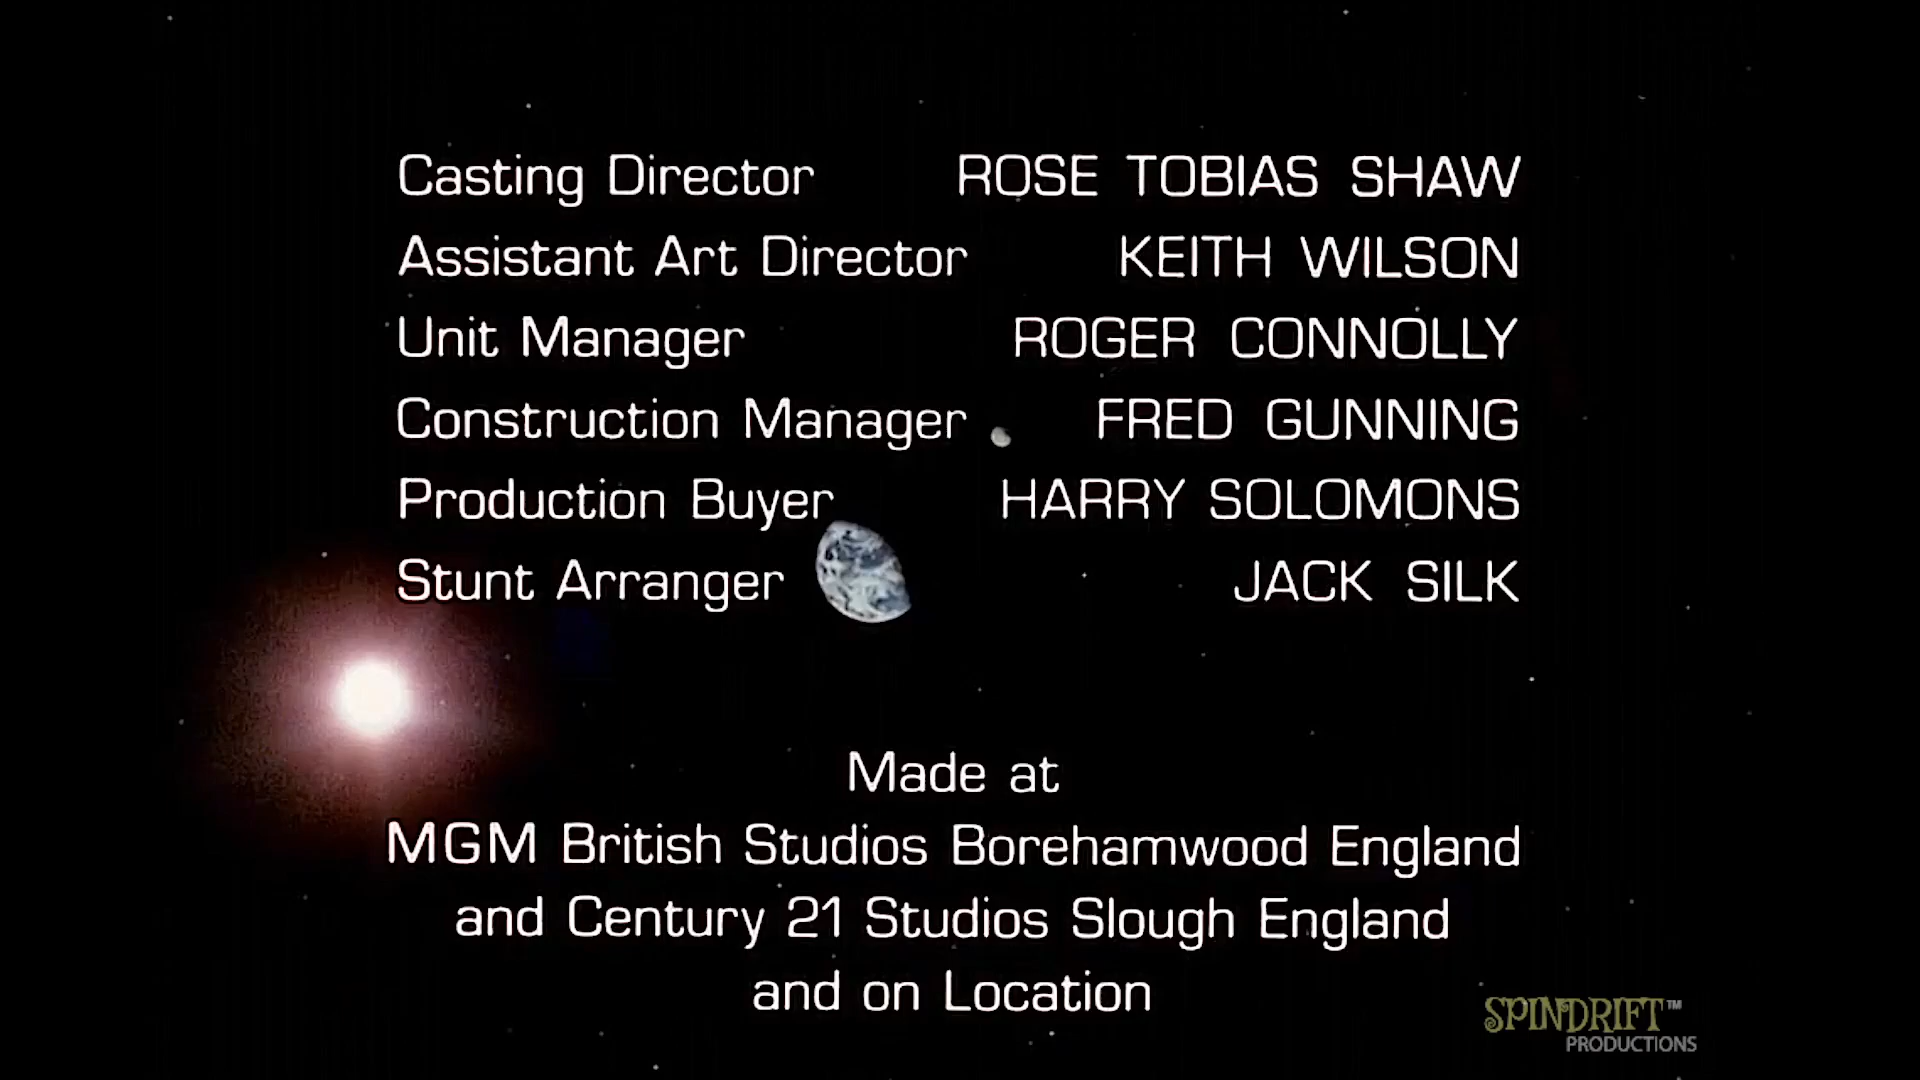 Casting Director ROSE TOBIAS SHAW
Assistant Art Director KEITH WILSON
Unit Manager ROGER CONNOLLY
Construction Manager FRED GUNNING
Production Buyer HARRY SOLOMONS
Stunt Arranger JACK SILK
Made at
MGM British Studios Borehamwood England
and Century 21 Studios Slough England
and on Location
SPINDRIFT™
PRODUCTIONS